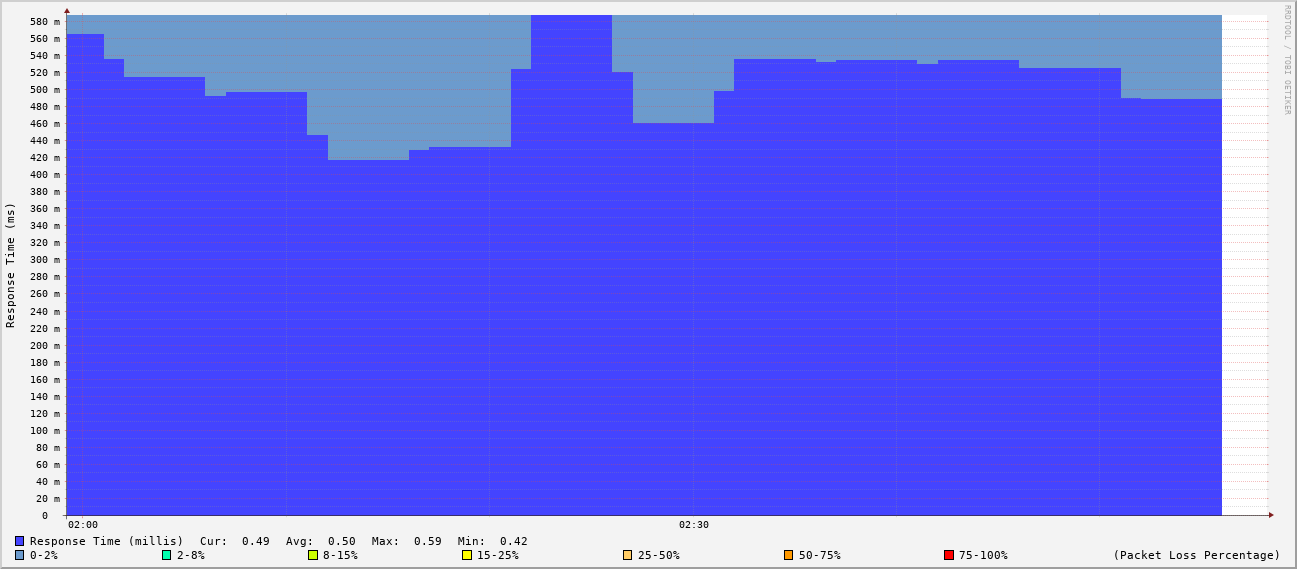 RRDTOOL / TOBI OETIKER
Response Time (ms)
580 m
560 m
540 m
520 m
500 m
480 m
460 m
440 m
420 m
400 m
380 m
360 m
340 m
320 m
300 m
280 m
260 m
240 m
220 m
200 m
180 m
160 m
140 m
120 m
100 m
80 m
60 m
40 m
20 m
0
02:00 02:30
Response Time (millis) Cur: 0.49 Avg: 0.50 Max: 0.59 Min: 0.42
0-2% 2-8% 8-15% 15-25% 25-50% 50-75% 75-100% (Packet Loss Percentage)